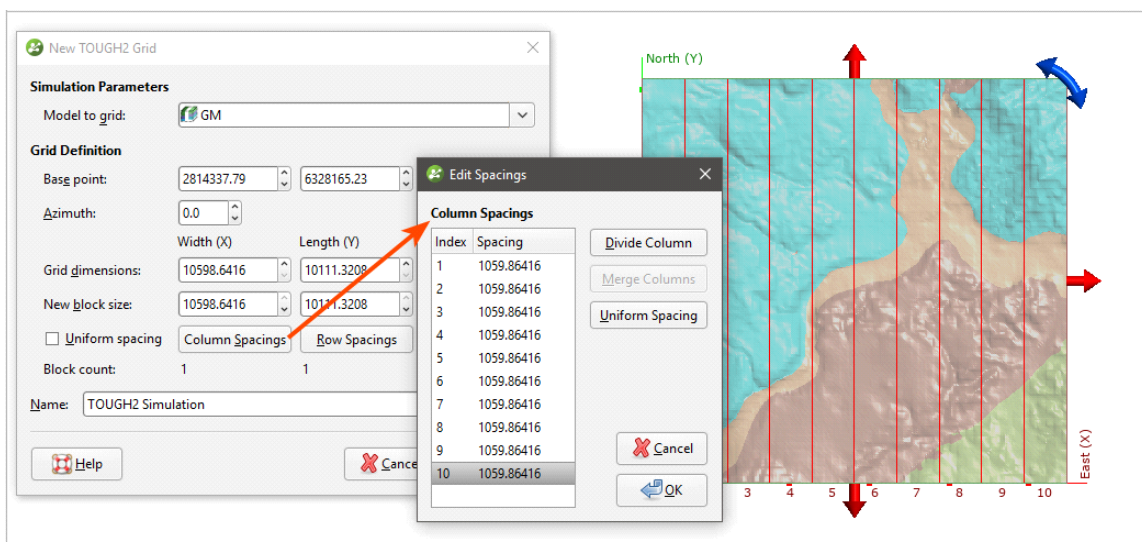 New TOUGH2 Grid
Simulation Parameters
Model to grid: GM
Grid Definition
Base point: 2814337.79 6328165.23
Azimuth: 0.0
Width (X) Length (Y)
Grid dimensions: 10598.6416 10111.3208
New block size: 10598.6416 10111.3208
Uniform spacing Column Spacings Row Spacings
Block count: 1 1
Name: TOUGH2 Simulation
Help Cance
Edit Spacings
Column Spacings
Index Spacing
1 1059.86416
2 1059.86416
3 1059.86416
4 1059.86416
5 1059.86416
6 1059.86416
7 1059.86416
8 1059.86416
9 1059.86416
10 1059.86416
Divide Column
Merge Columns
Uniform Spacing
Cancel
OK
North (Y)
East (X)
3 4 5 6 7 8 9 10